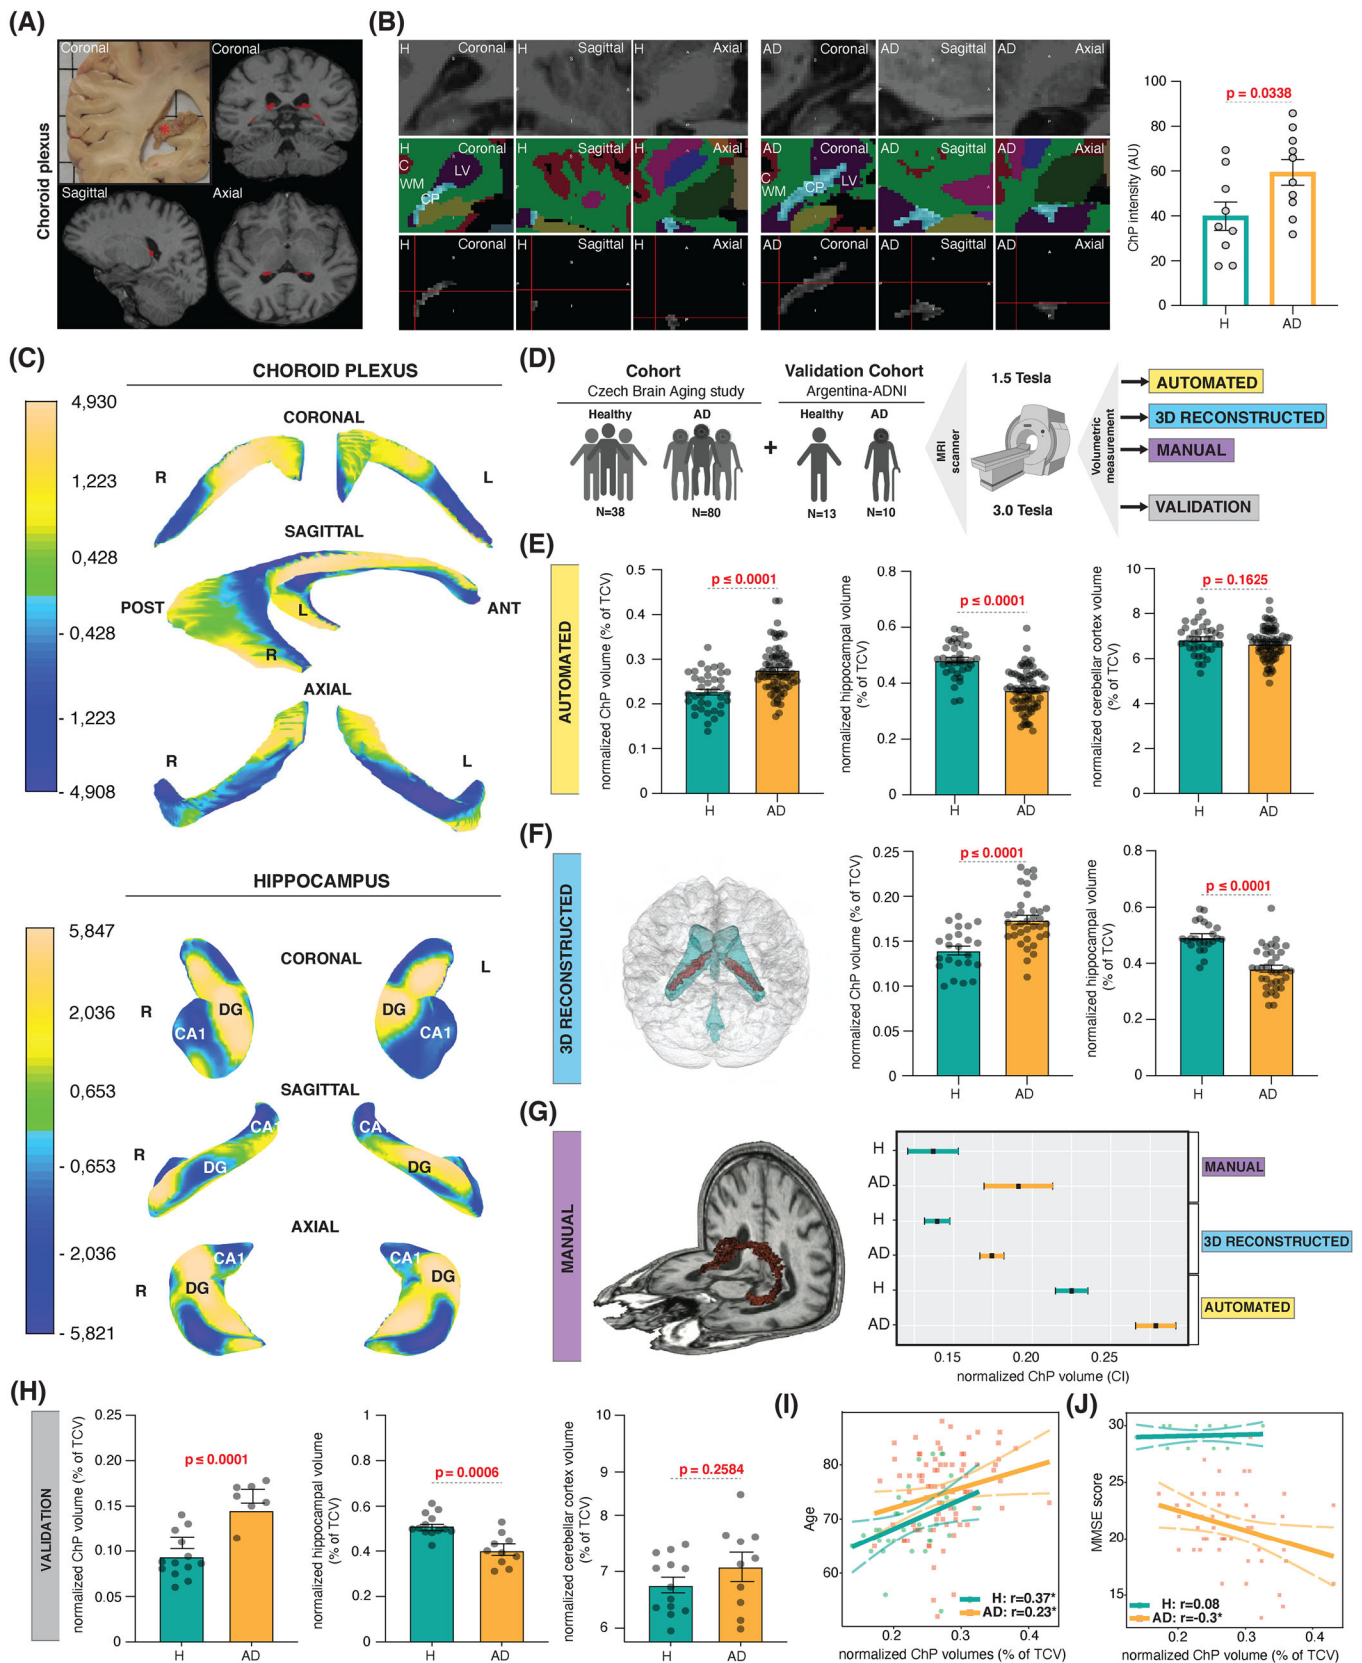 (A)
Choroid plexus
Coronal
Coronal
Sagittal
Axial
(B)
H Coronal
H Sagittal
H Axial
AD Coronal
AD Sagittal
AD Axial
H Coronal
C
WM
CP
LV
H Sagittal
H Axial
AD Coronal
C
WM
CP
LV
AD Sagittal
AD Axial
H Coronal
H Sagittal
H Axial
AD Coronal
AD Sagittal
AD Axial
ChP intensity (AU)
100
80
60
40
20
0
p = 0.0338
H
AD
(C)
CHOROID PLEXUS
4,930
1,223
0,428
- 0,428
- 1,223
- 4,908
CORONAL
R
L
SAGITTAL
POST
ANT
L
R
AXIAL
R
L
HIPPOCAMPUS
5,847
2,036
0,653
- 0,653
- 2,036
- 5,821
CORONAL
R
L
DG
CA1
DG
CA1
SAGITTAL
R
CA1
DG
CA1
DG
AXIAL
R
CA1
DG
CA1
DG
(D)
Cohort
Czech Brain Aging study
Healthy
AD
N=38
N=80
+
Validation Cohort
Argentina-ADNI
Healthy
AD
N=13
N=10
MRI scanner
1.5 Tesla
3.0 Tesla
Volumetric measurement
AUTOMATED
3D RECONSTRUCTED
MANUAL
VALIDATION
(E)
AUTOMATED
normalized ChP volume (% of TCV)
0.5
0.4
0.3
0.2
0.1
0
p ≤ 0.0001
H
AD
normalized hippocampal volume
(% of TCV)
0.8
0.6
0.4
0.2
0
p ≤ 0.0001
H
AD
normalized cerebellar cortex volume
(% of TCV)
10
8
6
4
2
0
p = 0.1625
H
AD
(F)
3D RECONSTRUCTED
normalized ChP volume (% of TCV)
0.25
0.20
0.15
0.10
0.05
0
p ≤ 0.0001
H
AD
normalized hippocampal volume
(% of TCV)
0.8
0.6
0.4
0.2
0
p ≤ 0.0001
H
AD
(G)
MANUAL
H
AD
H
AD
H
AD
MANUAL
3D RECONSTRUCTED
AUTOMATED
0.15
0.20
0.25
normalized ChP volume (CI)
(H)
VALIDATION
normalized ChP volume (% of TCV)
0.25
0.20
0.15
0.10
0.05
0
p ≤ 0.0001
H
AD
normalized hippocampal volume
(% of TCV)
1
0.8
0.6
0.4
0.2
0
p = 0.0006
H
AD
normalized cerebellar cortex volume
(% of TCV)
10
9
8
7
6
p = 0.2584
H
AD
(I)
Age
80
70
60
H: r=0.37*
AD: r=0.23*
0.2
0.3
0.4
normalized ChP volumes (% of TCV)
(J)
MMSE score
30
25
20
15
H: r=0.08
AD: r=-0.3*
0.2
0.3
0.4
normalized ChP volume (% of TCV)